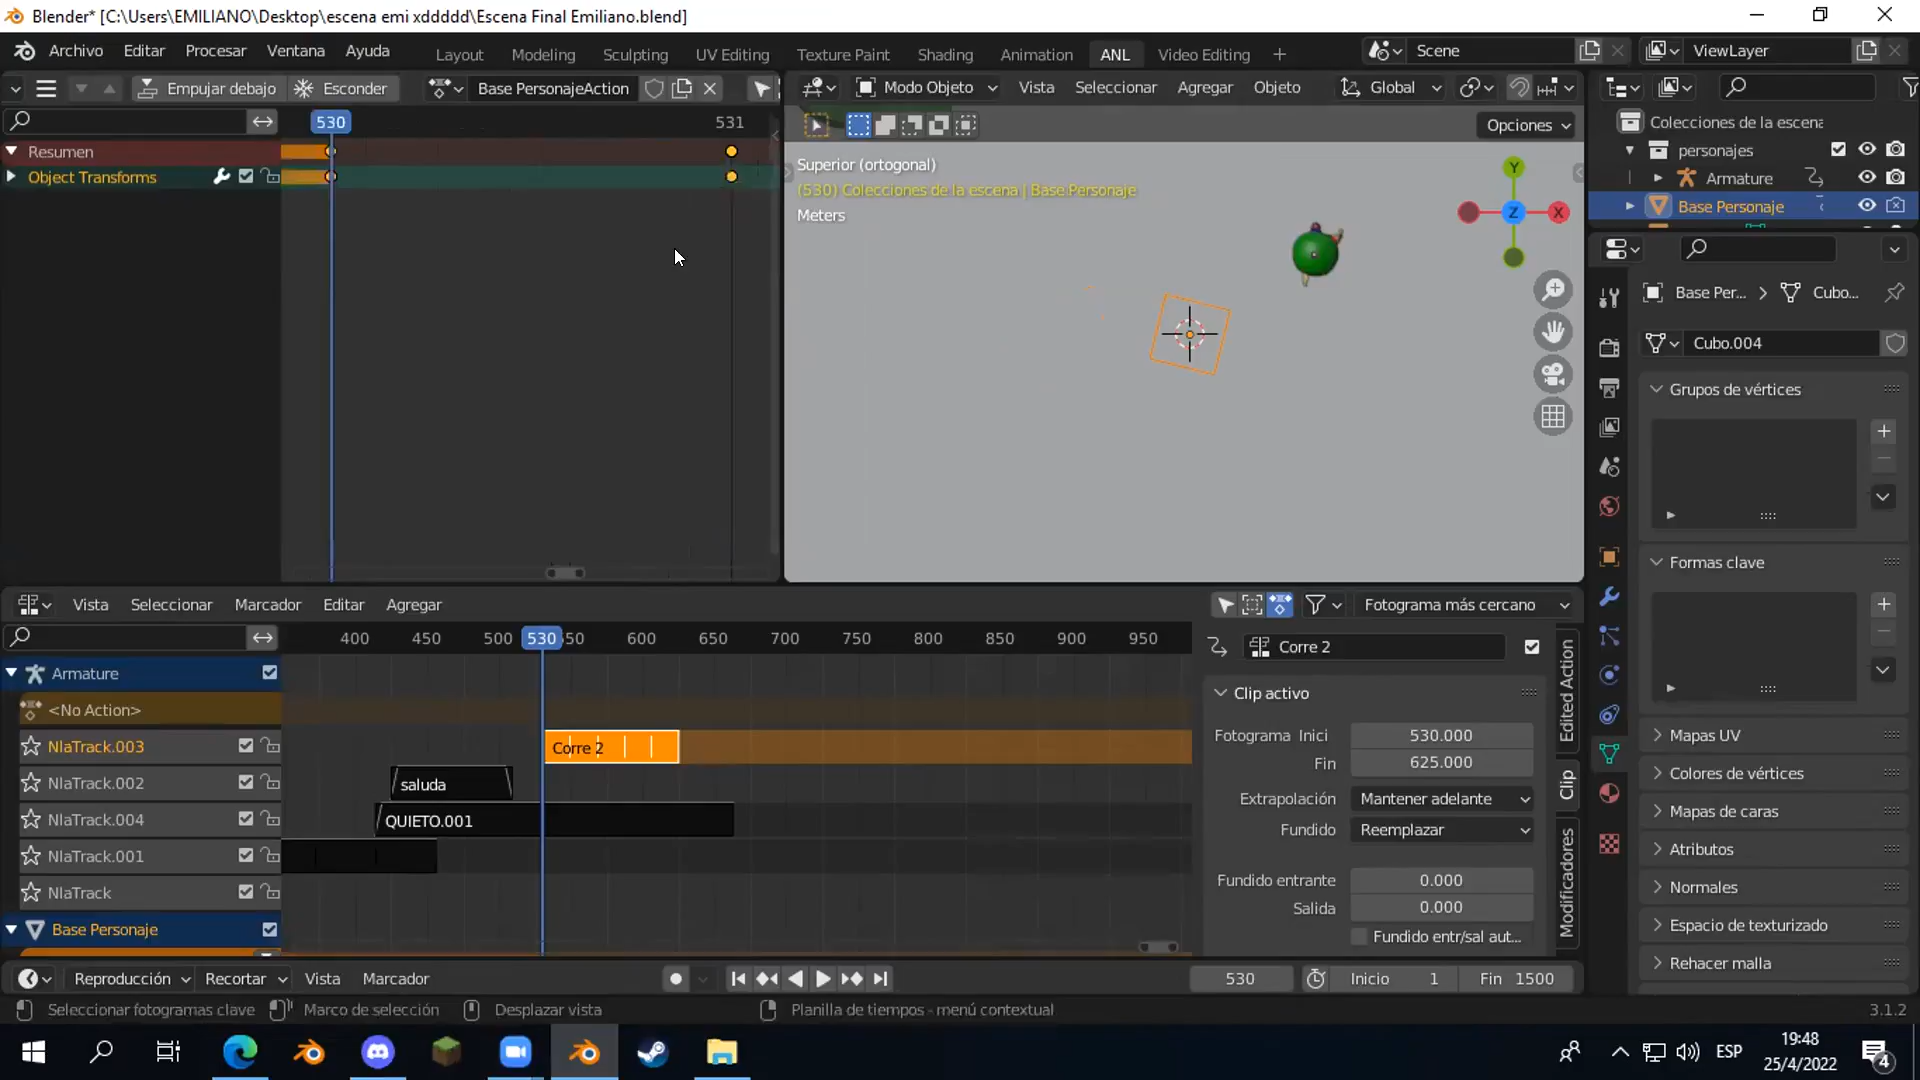 Blender* [C:\Users\EMILIANO\Desktop\escena emi xddddd\Escena Final Emiliano.blend]
Archivo Editar Procesar Ventana Ayuda Layout Modeling Sculpting UV Editing Texture Paint Shading Animation ANL Video Editing + Scene ViewLayer
Empujar debajo Esconder Base PersonajeAction Modo Objeto Vista Seleccionar Agregar Objeto Global
530 531
Opciones
Resumen
Object Transforms
Superior (ortogonal)
(530) Colecciones de la escena | Base Personaje
Meters
Y
Z
X
Colecciones de la escena
personajes
Armature
Base Personaje
Base Per... Cubo...
Cubo.004
Grupos de vértices
Formas clave
Mapas UV
Colores de vértices
Mapas de caras
Atributos
Normales
Espacio de texturizado
Rehacer malla
Vista Seleccionar Marcador Editar Agregar Fotograma más cercano
400 450 500 530 50 600 650 700 750 800 850 900 950
Armature
<No Action>
NlaTrack.003
NlaTrack.002
NlaTrack.004
NlaTrack.001
NlaTrack
Base Personaje
Corre 2
saluda
QUIETO.001
Corre 2
Clip activo
Fotograma Inici 530.000
Fin 625.000
Extrapolación Mantener adelante
Fundido Reemplazar
Fundido entrante 0.000
Salida 0.000
Fundido entr/sal aut...
Edited Action
Clip
Modificadores
Reproducción Recortar Vista Marcador 530 Inicio 1 Fin 1500
Seleccionar fotogramas clave Marco de selección Desplazar vista Planilla de tiempos - menú contextual 3.1.2
ESP
19:48
25/4/2022
4